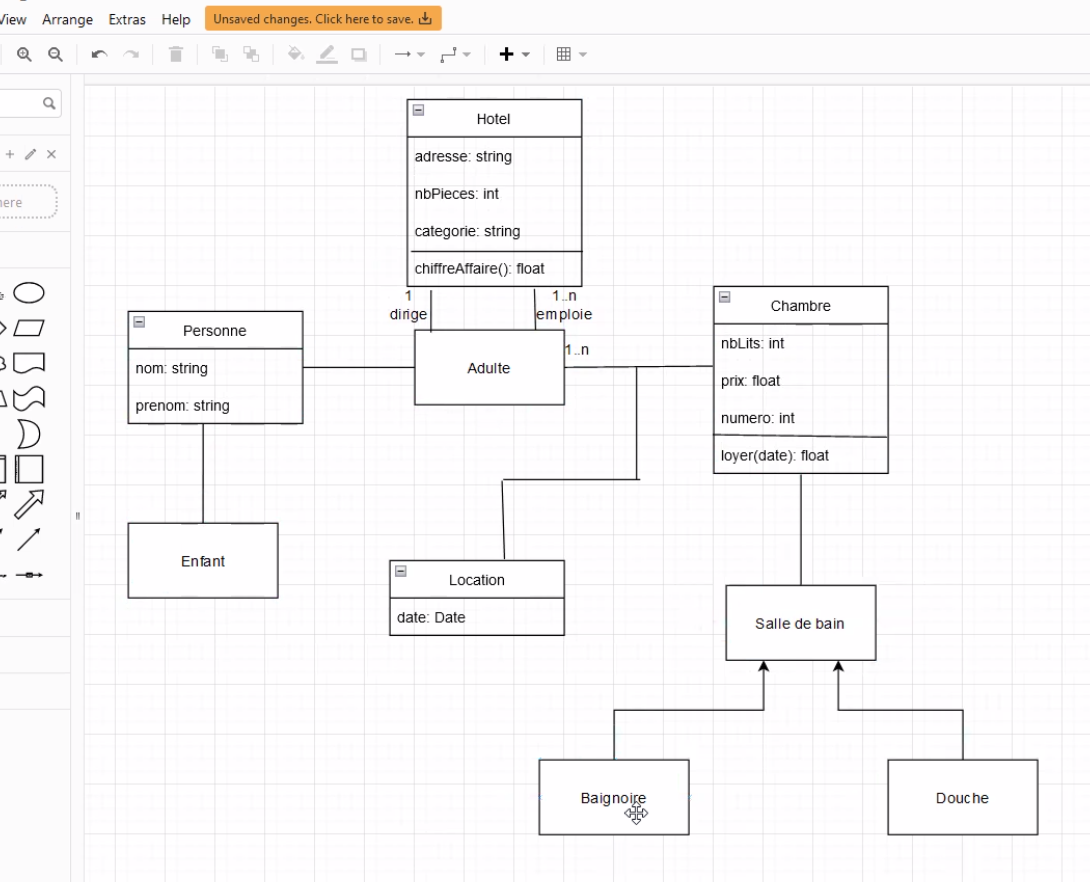 View Arrange Extras Help Unsaved changes. Click here to save.
here
Hotel
adresse: string
nbPieces: int
categorie: string
chiffreAffaire(): float
1
dirige
1..n
emploie
Personne
nom: string
prenom: string
Adulte
1..n
Chambre
nbLits: int
prix: float
numero: int
loyer(date): float
Enfant
Location
date: Date
Salle de bain
Baignoire
Douche